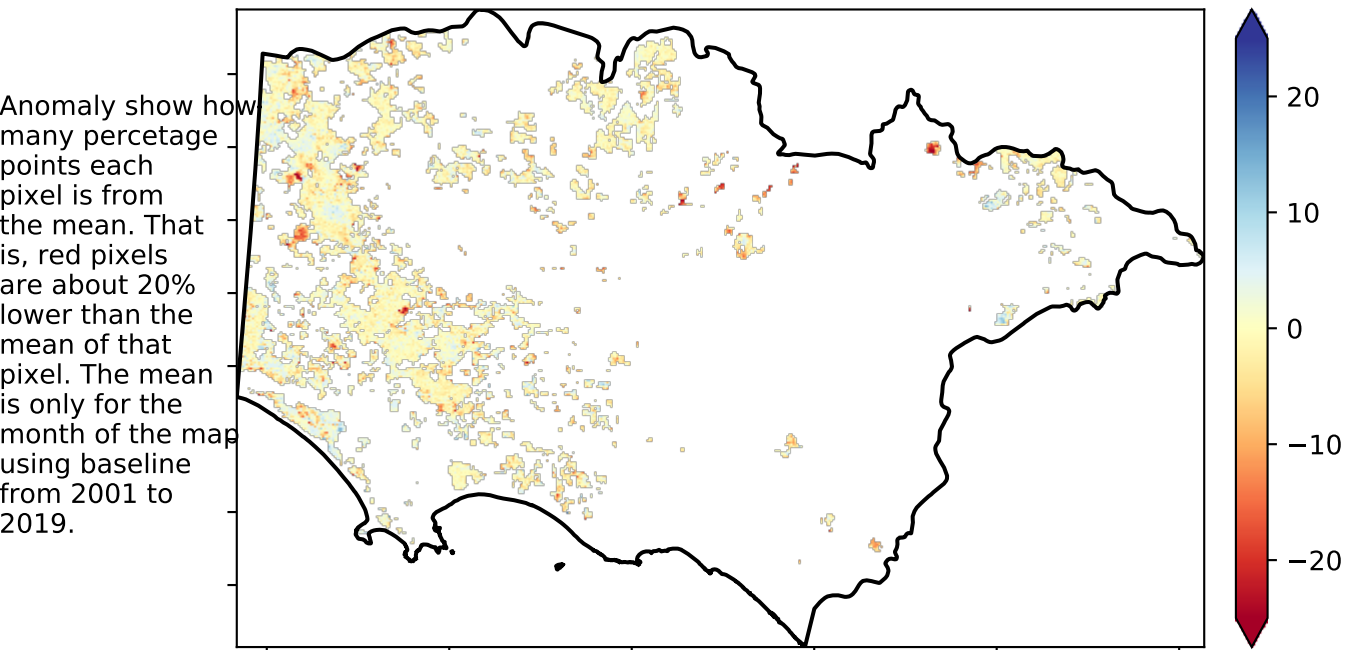 Anomaly show how
many percetage
points each
pixel is from
the mean. That
is, red pixels
are about 20%
lower than the
mean of that
pixel. The mean
is only for the
month of the map
using baseline
from 2001 to
2019.
20
10
0
−10
−20